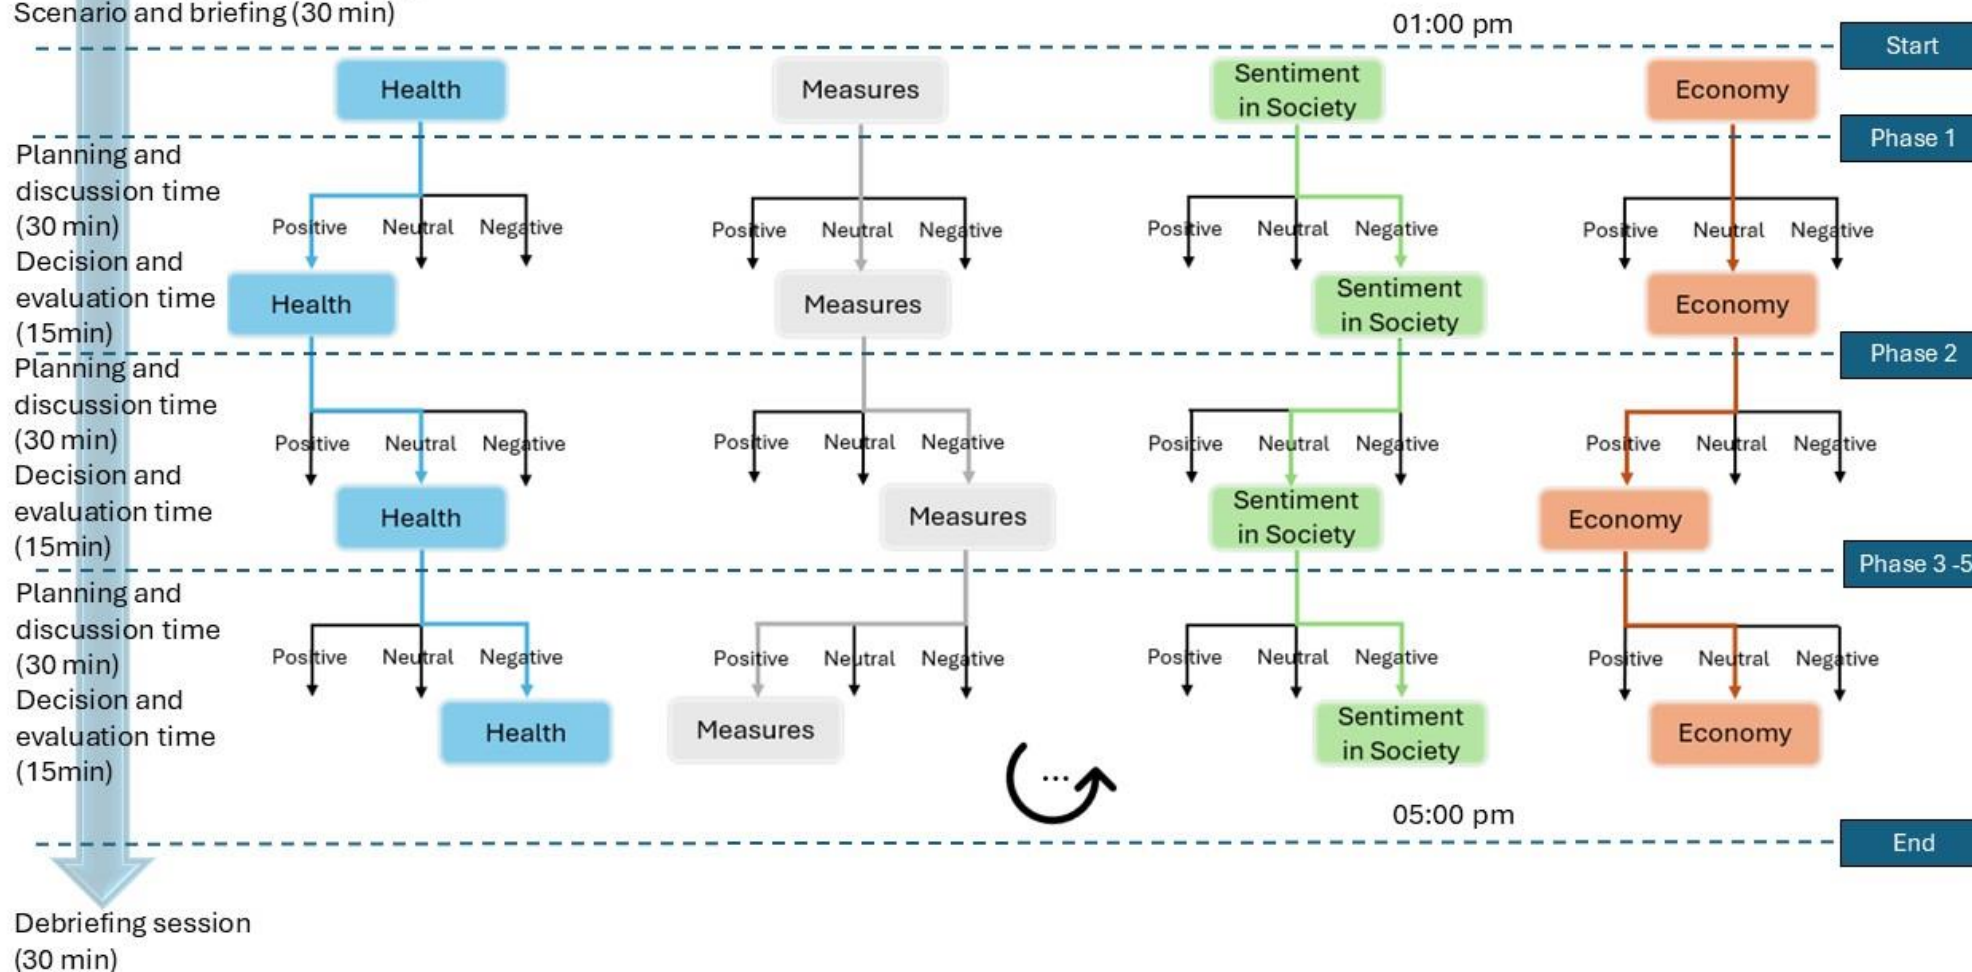 Scenario and briefing (30 min)
01:00 pm
Start
Health
Measures
Sentiment
in Society
Economy
Phase 1
Planning and
discussion time
(30 min)
Positive Neutral Negative
Positive Neutral Negative
Positive Neutral Negative
Positive Neutral Negative
Decision and
evaluation time
(15min)
Health
Measures
Sentiment
in Society
Economy
Phase 2
Planning and
discussion time
(30 min)
Positive Neutral Negative
Positive Neutral Negative
Positive Neutral Negative
Positive Neutral Negative
Decision and
evaluation time
(15min)
Health
Measures
Sentiment
in Society
Economy
Phase 3 -5
Planning and
discussion time
(30 min)
Positive Neutral Negative
Positive Neutral Negative
Positive Neutral Negative
Positive Neutral Negative
Decision and
evaluation time
(15min)
Health
Measures
Sentiment
in Society
Economy
...
05:00 pm
End
Debriefing session
(30 min)